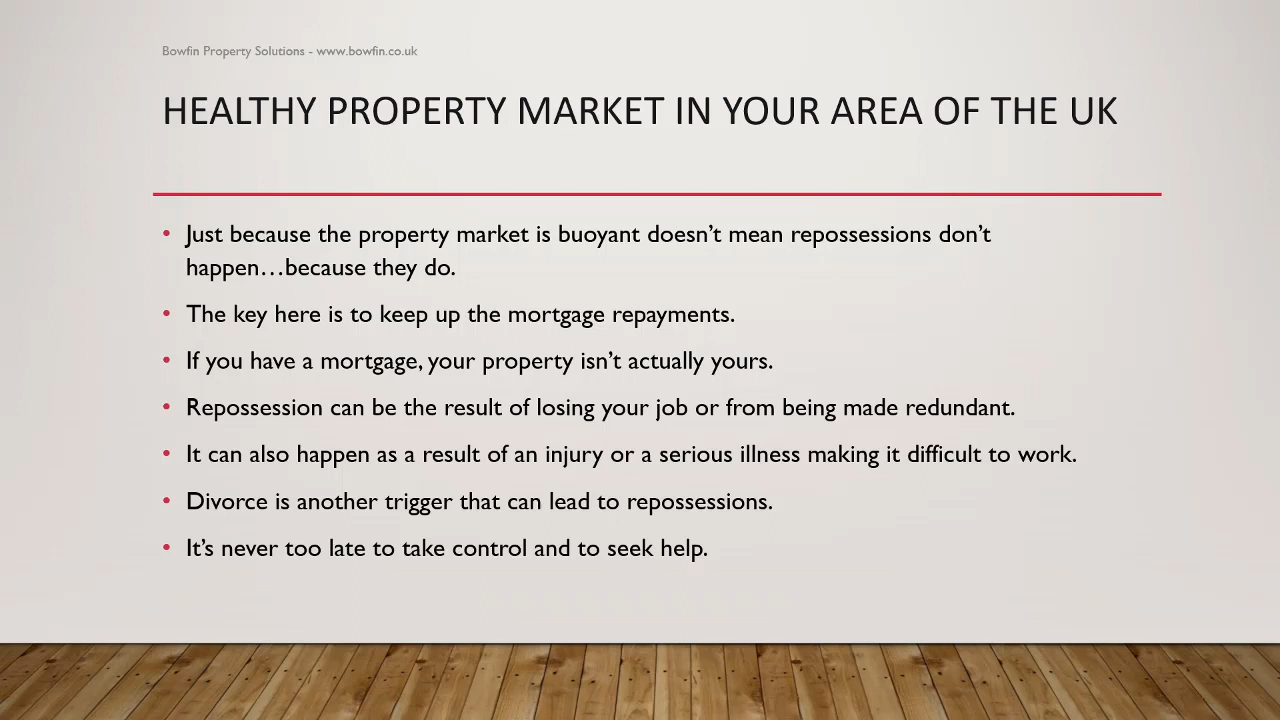 Bowfin Property Solutions - www.bowfin.co.uk
HEALTHY PROPERTY MARKET IN YOUR AREA OF THE UK
• Just because the property market is buoyant doesn’t mean repossessions don’t
happen…because they do.
• The key here is to keep up the mortgage repayments.
• If you have a mortgage, your property isn’t actually yours.
• Repossession can be the result of losing your job or from being made redundant.
• It can also happen as a result of an injury or a serious illness making it difficult to work.
• Divorce is another trigger that can lead to repossessions.
• It’s never too late to take control and to seek help.